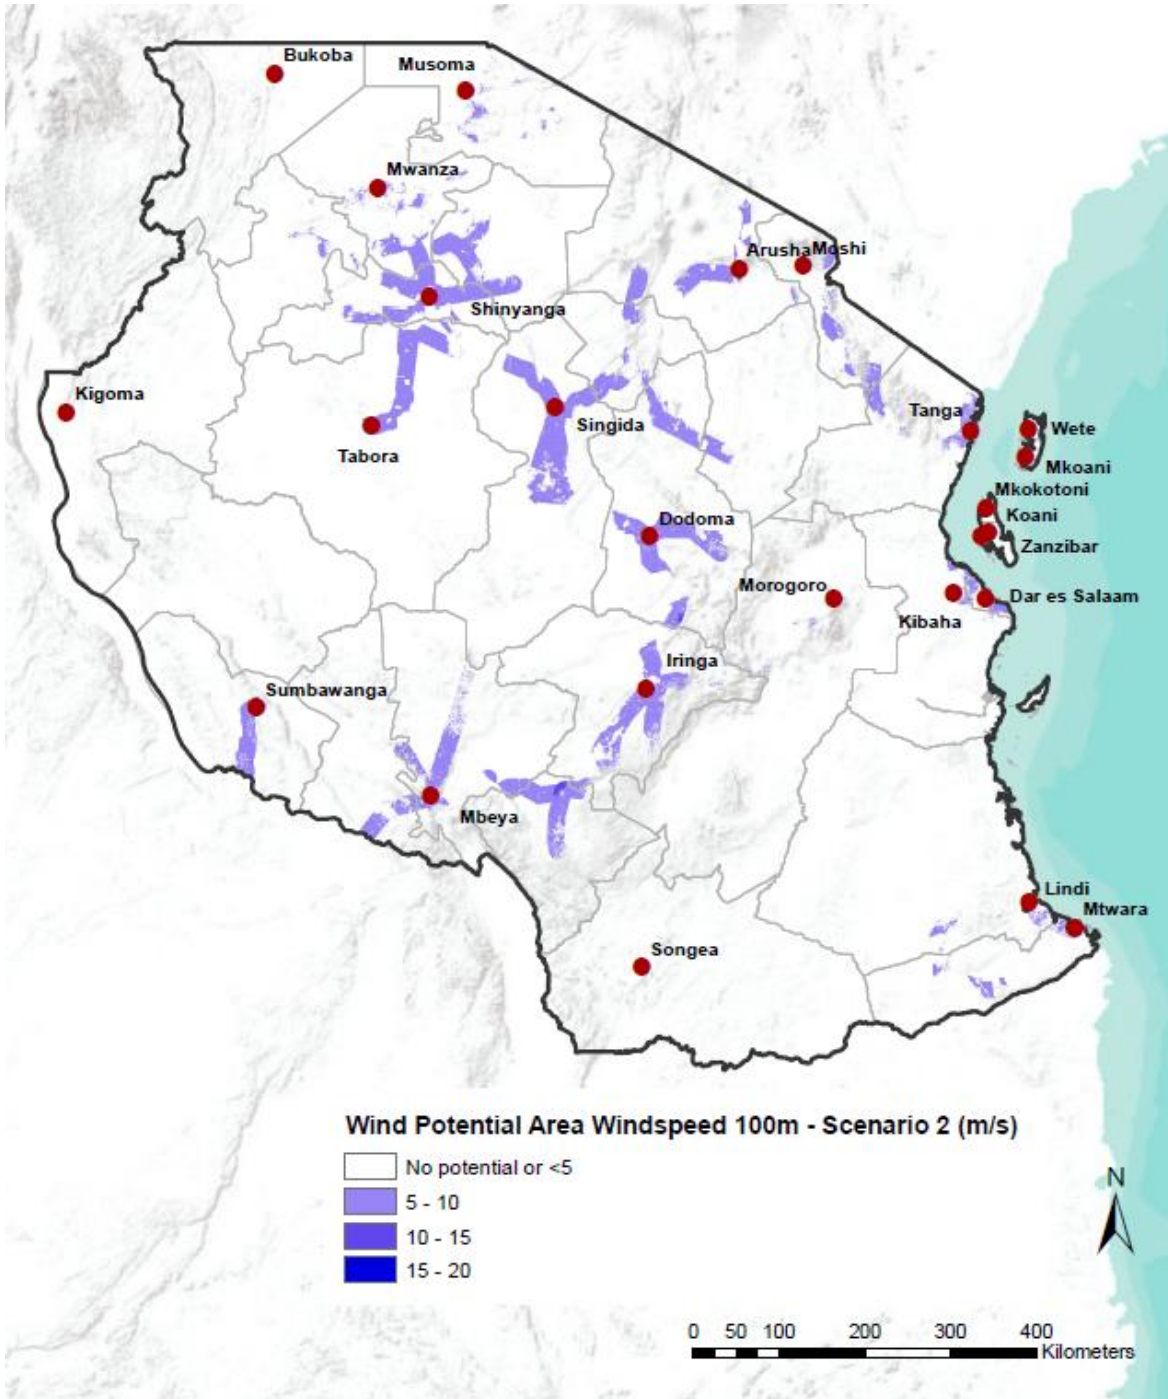 Bukoba
Musoma
Mwanza
Arusha
Moshi
Shinyanga
Kigoma
Singida
Tanga
Wete
Tabora
Mkoani
Mkokotoni
Koani
Dodoma
Zanzibar
Morogoro
Dar es Salaam
Kibaha
Iringa
Sumbawanga
Mbeya
Lindi
Mtwara
Songea
Wind Potential Area Windspeed 100m - Scenario 2 (m/s)
No potential or <5
5 - 10
10 - 15
15 - 20
N
0 50 100 200 300 400
Kilometers